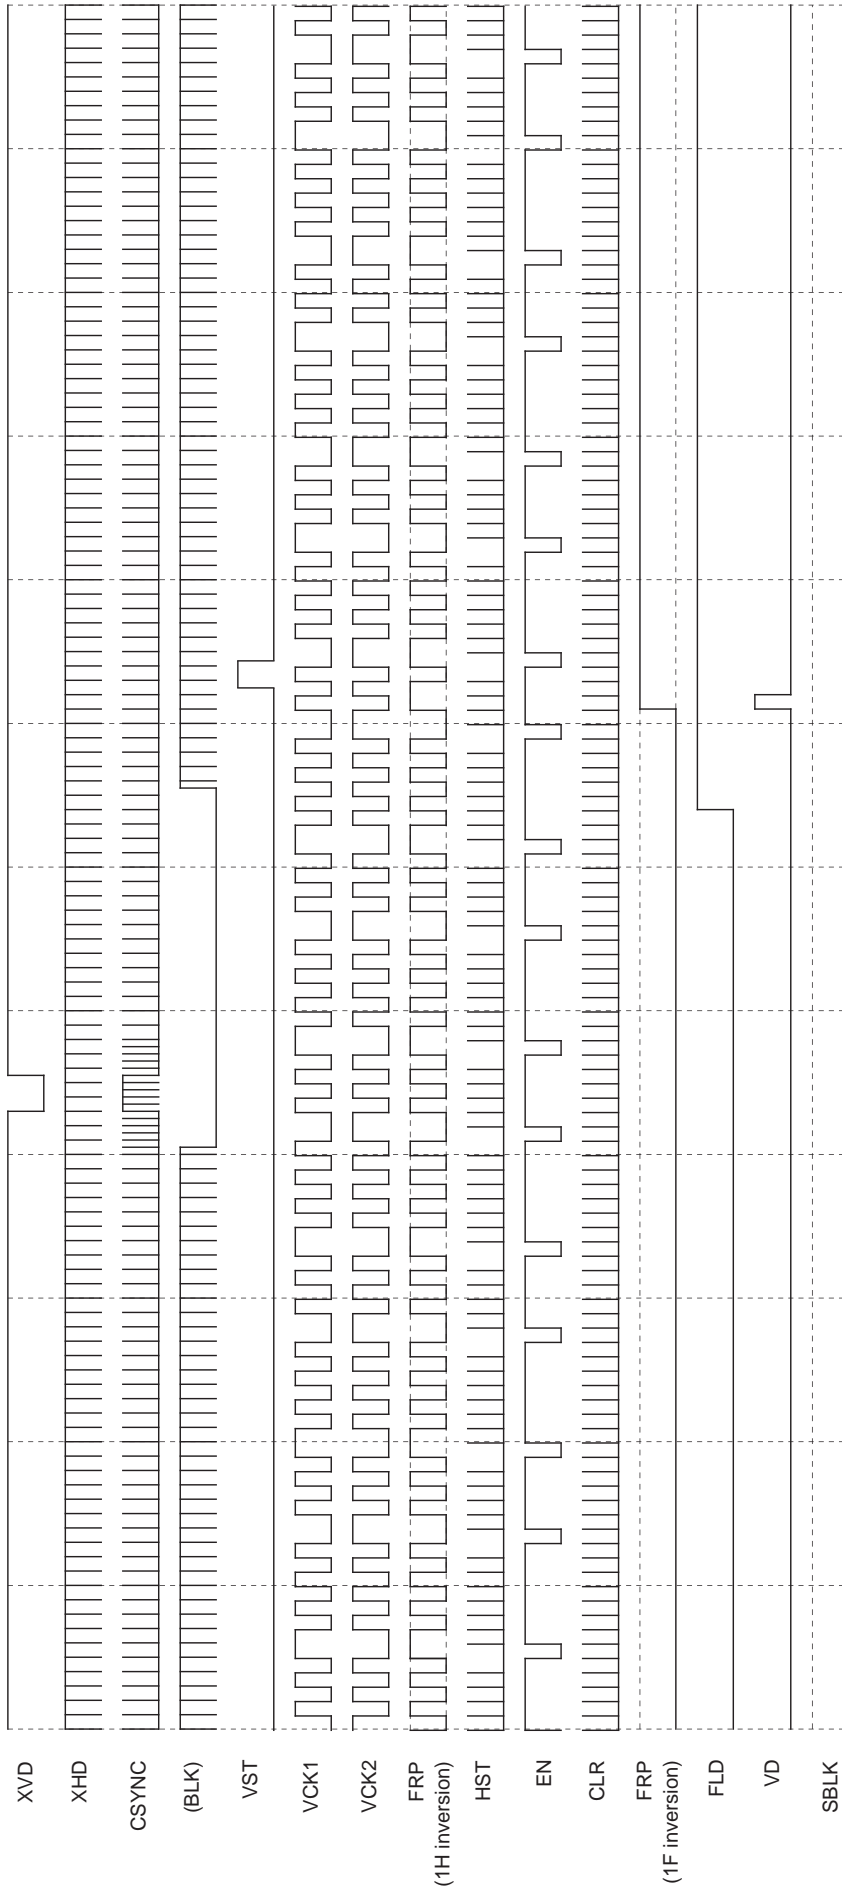 XVD
XHD
CSYNC
(BLK)
VST
VCK1
VCK2
FRP
(1H inversion)
HST
EN
CLR
FRP
(1F inversion)
FLD
VD
SBLK